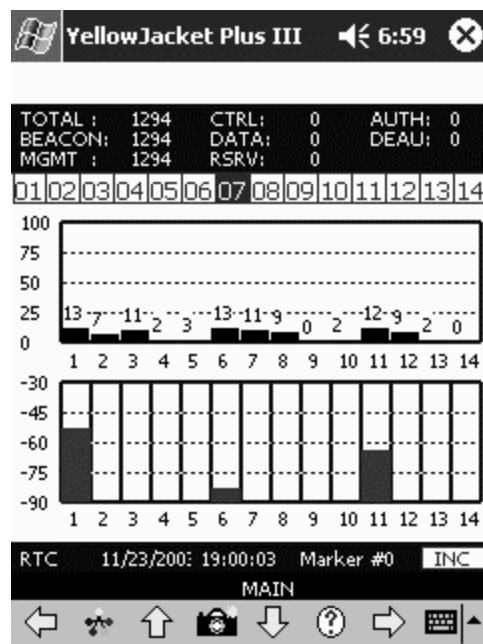 YellowJacket Plus III 6:59
TOTAL : 1294 CTRL: 0 AUTH: 0
BEACON: 1294 DATA: 0 DEAU: 0
MGMT : 1294 RSRV: 0
01 02 03 04 05 06 07 08 09 10 11 12 13 14
100
75
50
25
0
13 7 11 2 3 13 11 9 0 2 12 9 2 0
1 2 3 4 5 6 7 8 9 10 11 12 13 14
-30
-45
-60
-75
-90
1 2 3 4 5 6 7 8 9 10 11 12 13 14
RTC 11/23/200 19:00:03 Marker #0 INC
MAIN
?